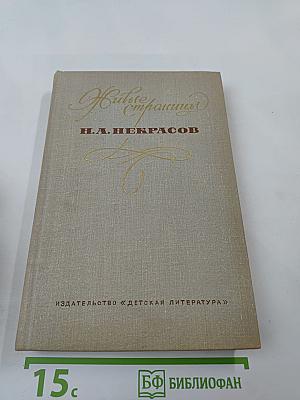 Живые
страницы
Н.А. НЕКРАСОВ
ИЗДАТЕЛЬСТВО «ДЕТСКАЯ ЛИТЕРАТУРА»
15с
БФ БИБЛИОФАН